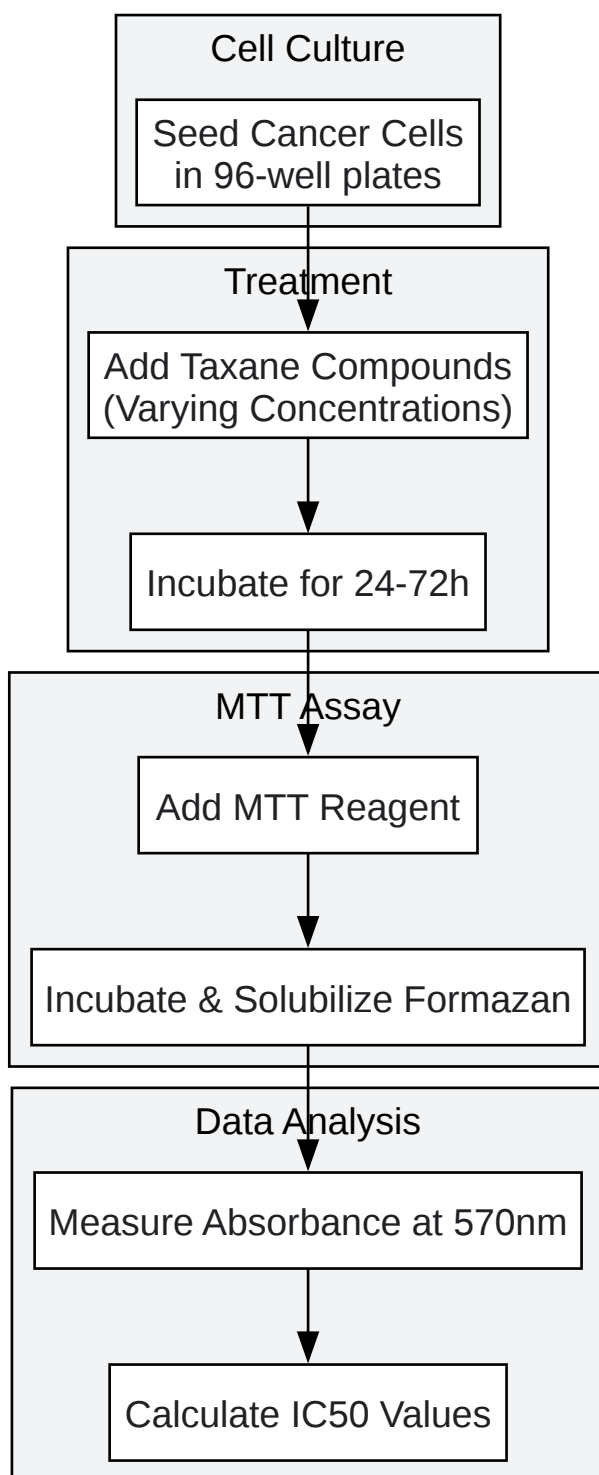 Cell Culture
Seed Cancer Cells
in 96-well plates
Treatment
Add Taxane Compounds
(Varying Concentrations)
Incubate for 24-72h
MTT Assay
Add MTT Reagent
Incubate & Solubilize Formazan
Data Analysis
Measure Absorbance at 570nm
Calculate IC50 Values